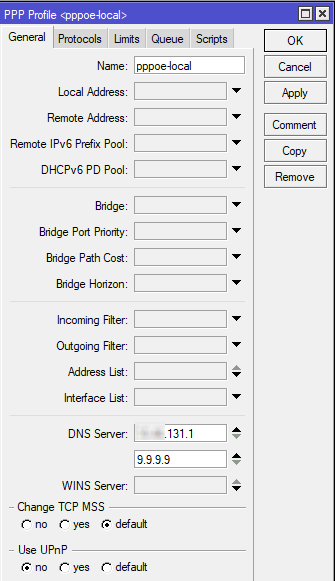 PPP Profile <pppoe-local>
General Protocols Limits Queue Scripts
OK
Name: pppoe-local
Cancel
Local Address:
Apply
Remote Address:
Comment
Remote IPv6 Prefix Pool:
Copy
DHCPv6 PD Pool:
Remove
Bridge:
Bridge Port Priority:
Bridge Path Cost:
Bridge Horizon:
Incoming Filter:
Outgoing Filter:
Address List:
Interface List:
DNS Server: .131.1
9.9.9.9
WINS Server:
Change TCP MSS
no yes default
Use UPnP
no yes default